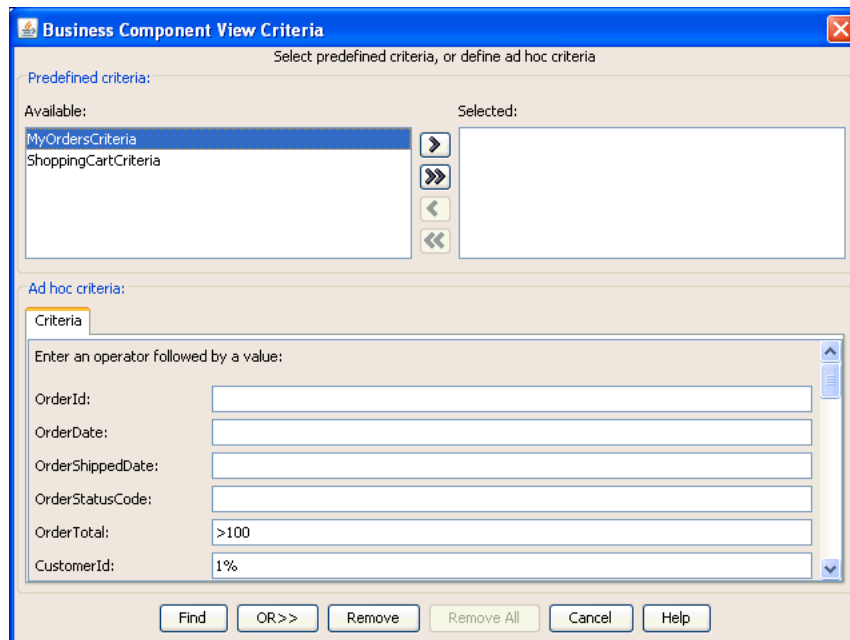 Business Component View Criteria
Select predefined criteria, or define ad hoc criteria
Predefined criteria:
Available:
Selected:
MyOrdersCriteria
ShoppingCartCriteria
Ad hoc criteria:
Criteria
Enter an operator followed by a value:
OrderId:
OrderDate:
OrderShippedDate:
OrderStatusCode:
OrderTotal: >100
CustomerId: 1%
Find OR>> Remove Remove All Cancel Help